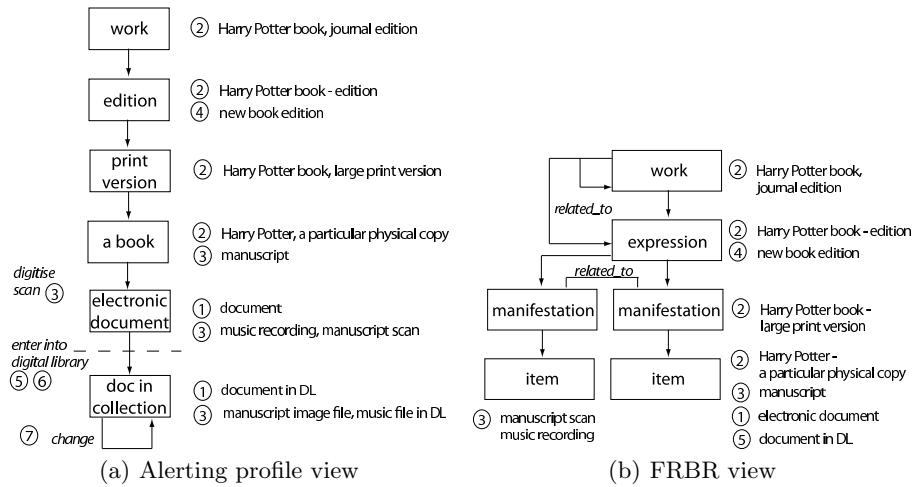 work
② Harry Potter book, journal edition
edition
② Harry Potter book - edition
④ new book edition
print
version
② Harry Potter book, large print version
a book
② Harry Potter, a particular physical copy
③ manuscript
digitise
scan ③
electronic
document
① document
③ music recording, manuscript scan
enter into
digital library
⑤ ⑥
doc in
collection
① document in DL
③ manuscript image file, music file in DL
⑦ change
(a) Alerting profile view
work
② Harry Potter book,
journal edition
related_to
expression
② Harry Potter book - edition
④ new book edition
related_to
manifestation
manifestation
② Harry Potter book -
large print version
item
item
② Harry Potter -
a particular physical copy
③ manuscript
① electronic document
⑤ document in DL
③ manuscript scan
music recording
(b) FRBR view